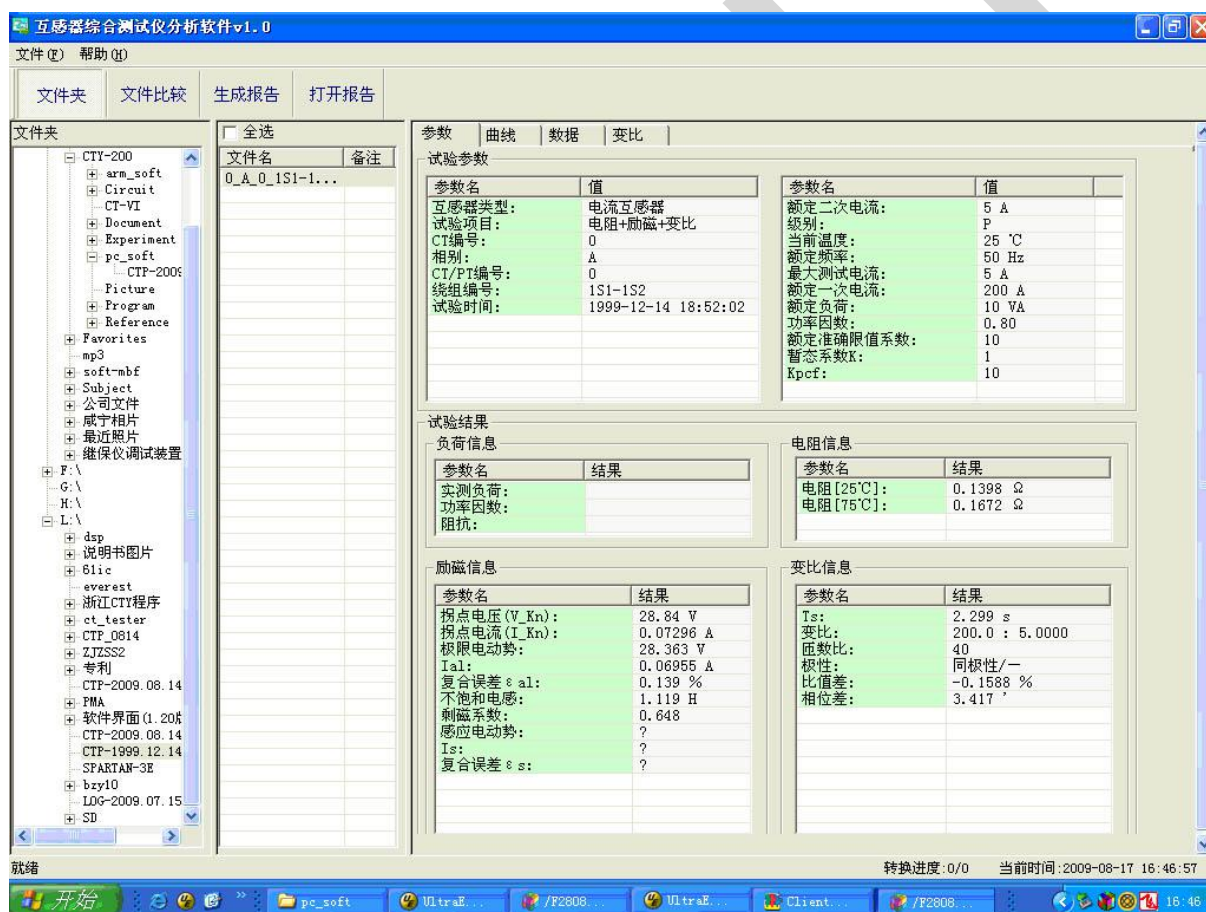 互感器综合测试仪分析软件v1.0
文件(F) 帮助(H)
文件夹 文件比较 生成报告 打开报告
文件夹
CTY-200
arm_soft
Circuit
CT-VI
Document
Experiment
pc_soft
CTP-2009
Picture
Program
Reference
Favorites
mp3
soft-mbf
Subject
公司文件
咸宁相片
最近照片
继保仪调试装置
F:\
G:\
H:\
L:\
dsp
说明书图片
61ic
everest
浙江CTY程序
ct_tester
CTP_0814
ZJZSS2
专利
CTP-2009.08.14
PMA
软件界面(1.20版
CTP-2009.08.14
CTP-1999.12.14
SPARTAN-3E
bzy10
LOG-2009.07.15
SD
全选
文件名 备注
0_A_0_1S1-1...
参数 曲线 数据 变比
试验参数
参数名 值
互感器类型: 电流互感器
试验项目: 电阻+励磁+变比
CT编号: 0
相别: A
CT/PT编号: 0
绕组编号: 1S1-1S2
试验时间: 1999-12-14 18:52:02
参数名 值
额定二次电流: 5 A
级别: P
当前温度: 25 ℃
额定频率: 50 Hz
最大测试电流: 5 A
额定一次电流: 200 A
额定负荷: 10 VA
功率因数: 0.80
额定准确限值系数: 10
暂态系数K: 1
Kpcf: 10
试验结果
负荷信息
参数名 结果
实测负荷:
功率因数:
阻抗:
电阻信息
参数名 结果
电阻[25℃]: 0.1398 Ω
电阻[75℃]: 0.1672 Ω
励磁信息
参数名 结果
拐点电压(V_Kn): 28.84 V
拐点电流(I_Kn): 0.07296 A
极限电动势: 28.363 V
Ial: 0.06955 A
复合误差εal: 0.139 %
不饱和电感: 1.119 H
剩磁系数: 0.648
感应电动势: ?
Is: ?
复合误差εs: ?
变比信息
参数名 结果
Ts: 2.299 s
变比: 200.0 : 5.0000
匝数比: 40
极性: 同极性/-
比值差: -0.1588 %
相位差: 3.417 '
就绪 转换进度:0/0 当前时间:2009-08-17 16:46:57
开始 pc_soft UltraE... /F2808... UltraE... Client... /F2808... 16:46